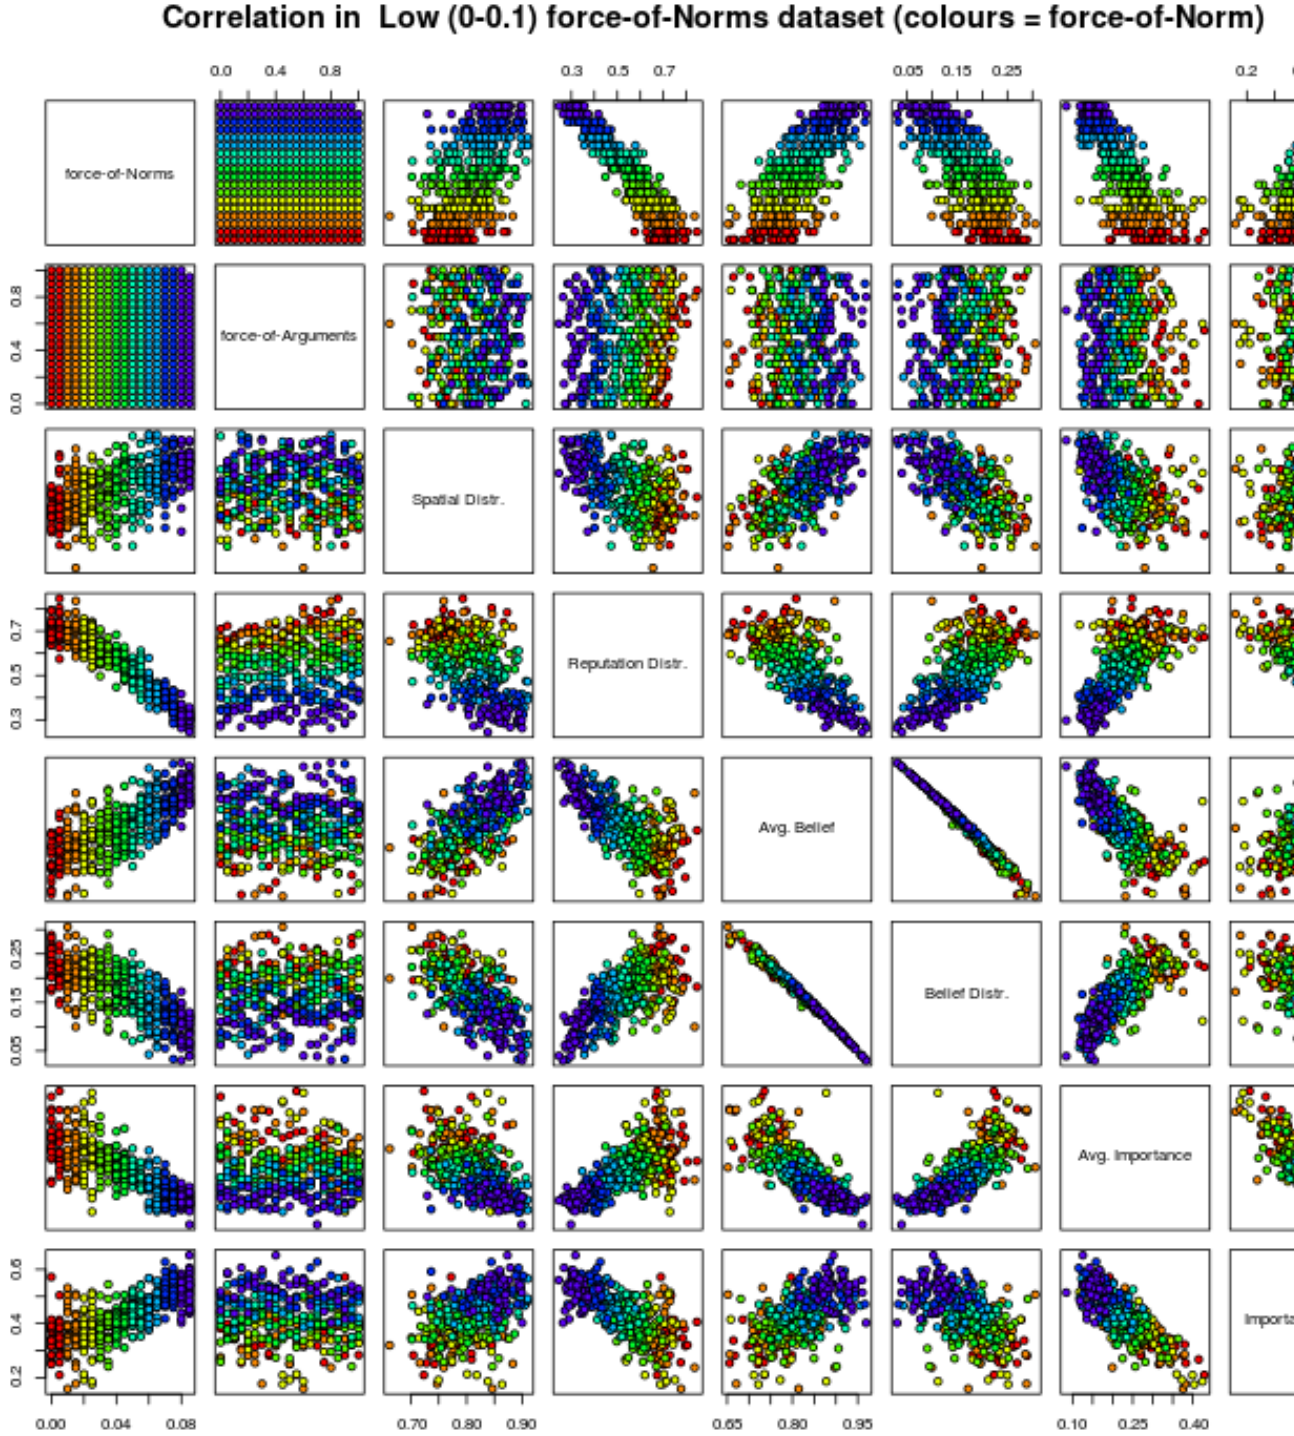 Correlation in Low (0-0.1) force-of-Norms dataset (colours = force-of-Norm)
0.0 0.4 0.8 0.3 0.5 0.7 0.05 0.15 0.25 0.2
force-of-Norms
0.0 0.4 0.8
force-of-Arguments
Spatial Distr.
0.3 0.5 0.7
Reputation Distr.
Avg. Belief
0.05 0.15 0.25
Belief Distr.
Avg. Importance
0.2 0.4 0.6
Importa
0.00 0.04 0.08 0.70 0.80 0.90 0.65 0.80 0.95 0.10 0.25 0.40